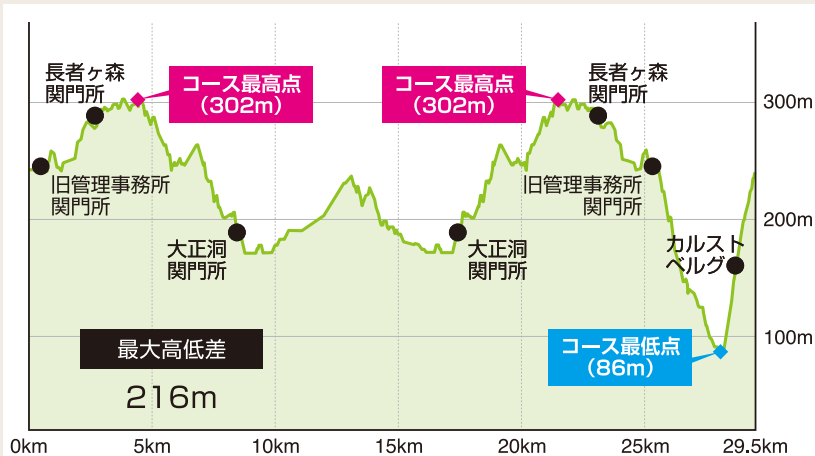 長者ヶ森
関門所
コース最高点
（302m）
コース最高点
（302m）
長者ヶ森
関門所
300m
旧管理事務所
関門所
旧管理事務所
関門所
200m
大正洞
関門所
大正洞
関門所
カルスト
ベルグ
100m
最大高低差
216m
コース最低点
（86m）
0km
5km
10km
15km
20km
25km
29.5km